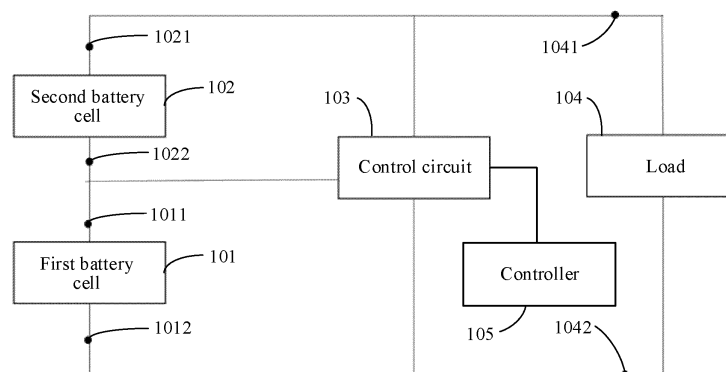 1021
1041
Second battery
cell
102
103
104
1022
Control circuit
Load
1011
First battery
cell
101
Controller
1012
105
1042